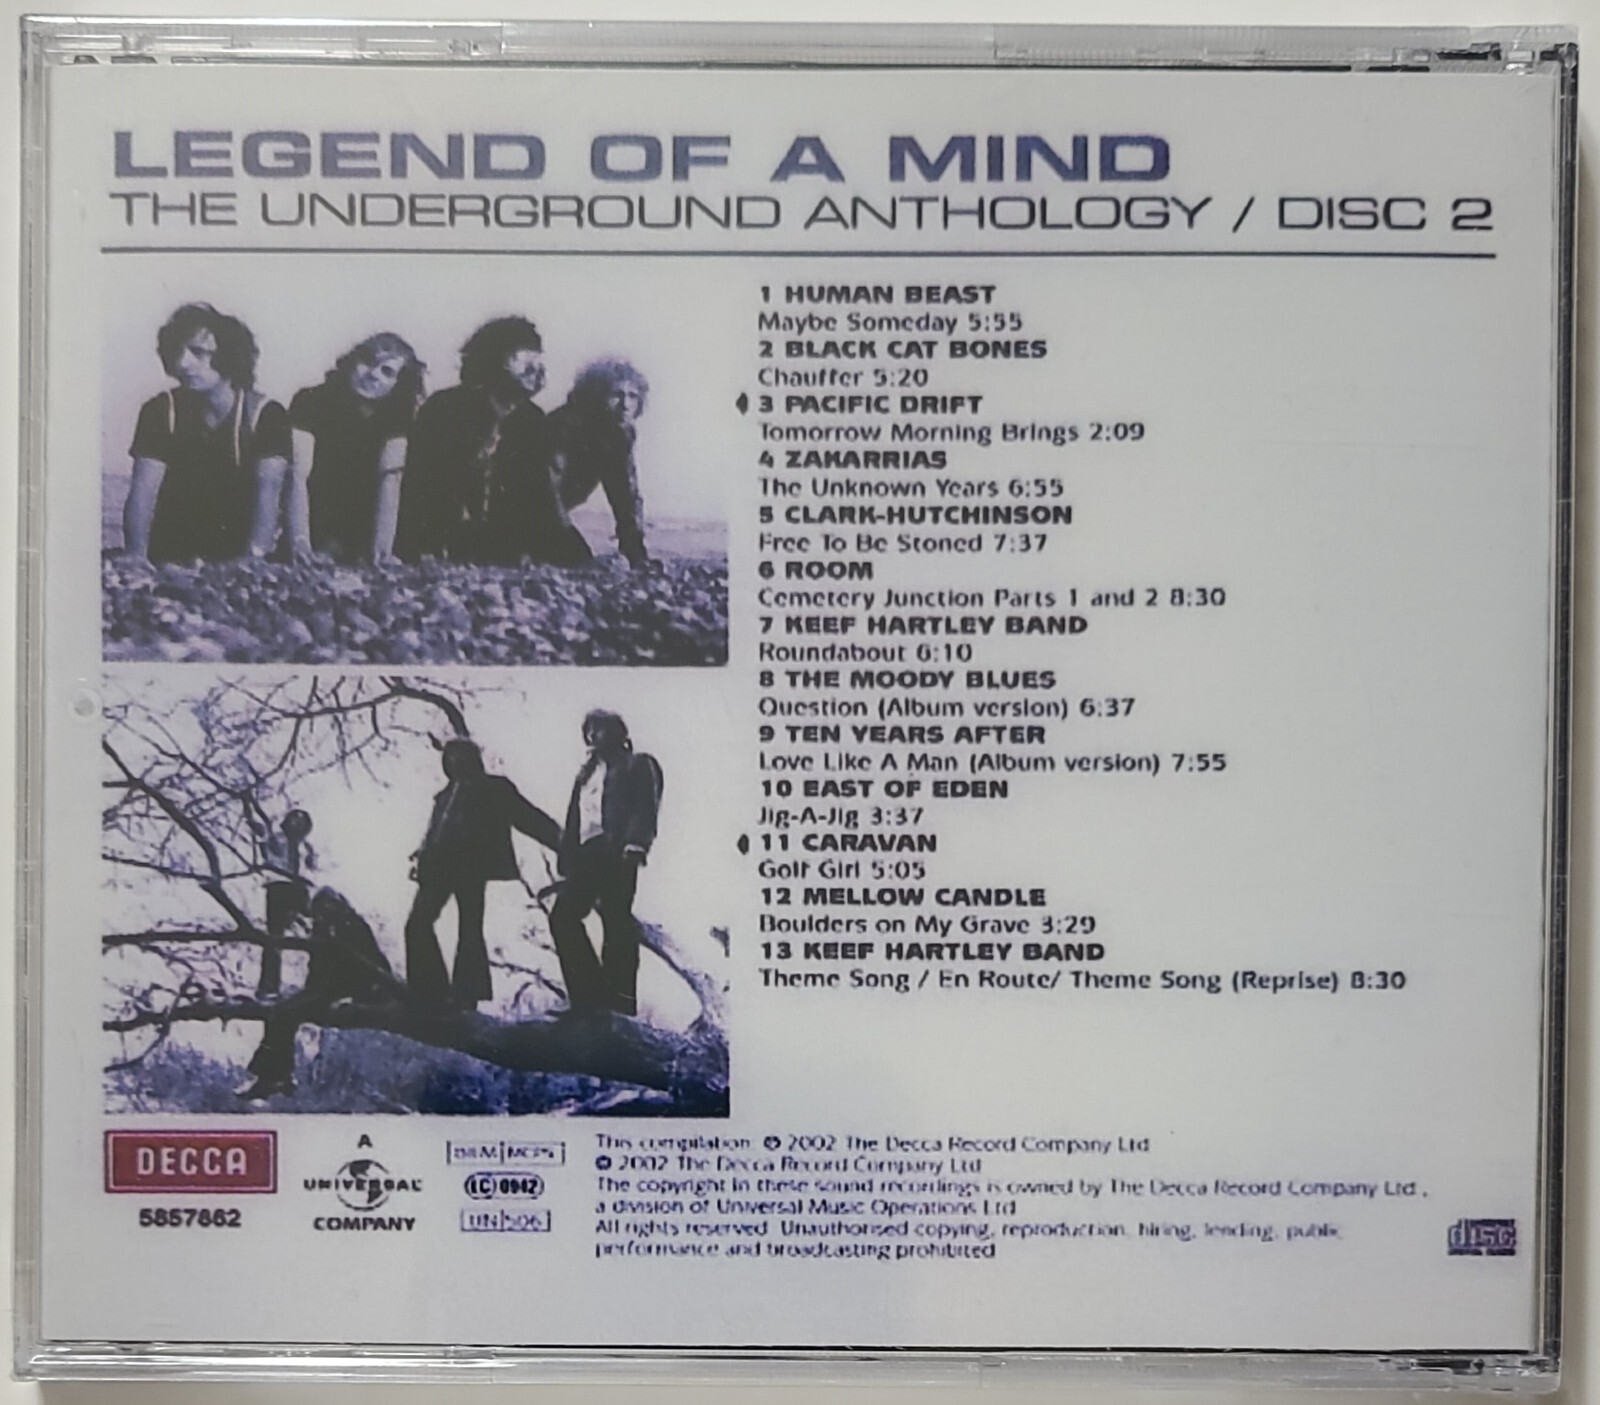 LEGEND OF A MIND
THE UNDERGROUND ANTHOLOGY / DISC 2
1 HUMAN BEAST
Maybe Someday 5:55
2 BLACK CAT BONES
Chauffer 5:20
3 PACIFIC DRIFT
Tomorrow Morning Brings 2:09
4 ZAKARRIAS
The Unknown Years 6:55
5 CLARK-HUTCHINSON
Free To Be Stoned 7:37
6 ROOM
Cemetery Junction Parts 1 and 2 8:30
7 KEEF HARTLEY BAND
Roundabout 6:10
8 THE MOODY BLUES
Question (Album version) 6:37
9 TEN YEARS AFTER
Love Like A Man (Album version) 7:55
10 EAST OF EDEN
Jig-A-Jig 3:37
11 CARAVAN
Golf Girl 5:05
12 MELLOW CANDLE
Boulders on My Grave 3:29
13 KEEF HARTLEY BAND
Theme Song / En Route/ Theme Song (Reprise) 8:30
DECCA
5857862
A
UNIVERSAL
COMPANY
BIEM MCPS
LC 0942
UN 506
This compilation ℗ 2002 The Decca Record Company Ltd
© 2002 The Decca Record Company Ltd
The copyright in these sound recordings is owned by The Decca Record Company Ltd.,
a division of Universal Music Operations Ltd
All rights reserved. Unauthorised copying, reproduction, hiring, lending, public
performance and broadcasting prohibited
disc